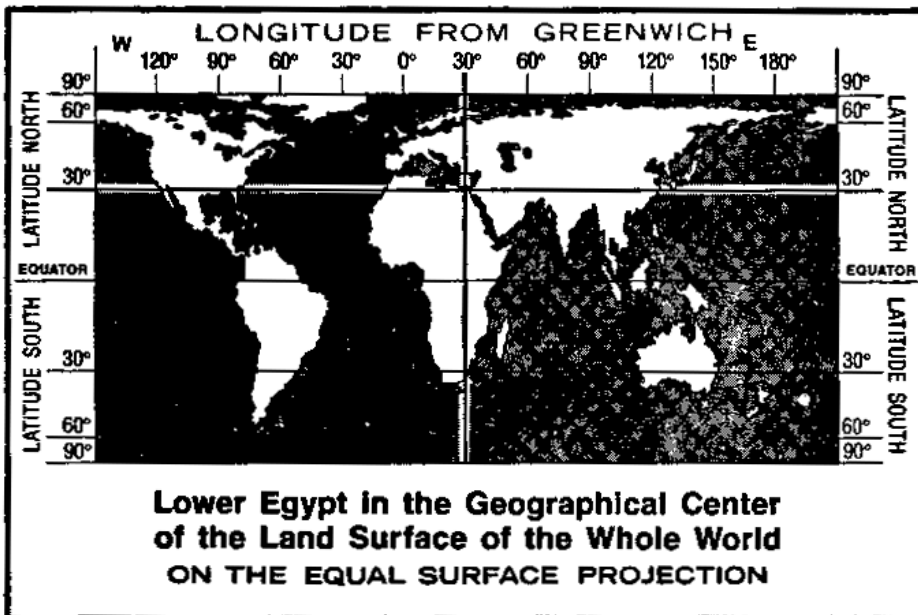 LONGITUDE FROM GREENWICH
W E
120° 90° 60° 30° 0° 30° 60° 90° 120° 150° 180°
90° 90°
60° 60°
LATITUDE NORTH LATITUDE NORTH
30° 30°
EQUATOR EQUATOR
LATITUDE SOUTH LATITUDE SOUTH
30° 30°
60° 60°
90° 90°
Lower Egypt in the Geographical Center
of the Land Surface of the Whole World
ON THE EQUAL SURFACE PROJECTION